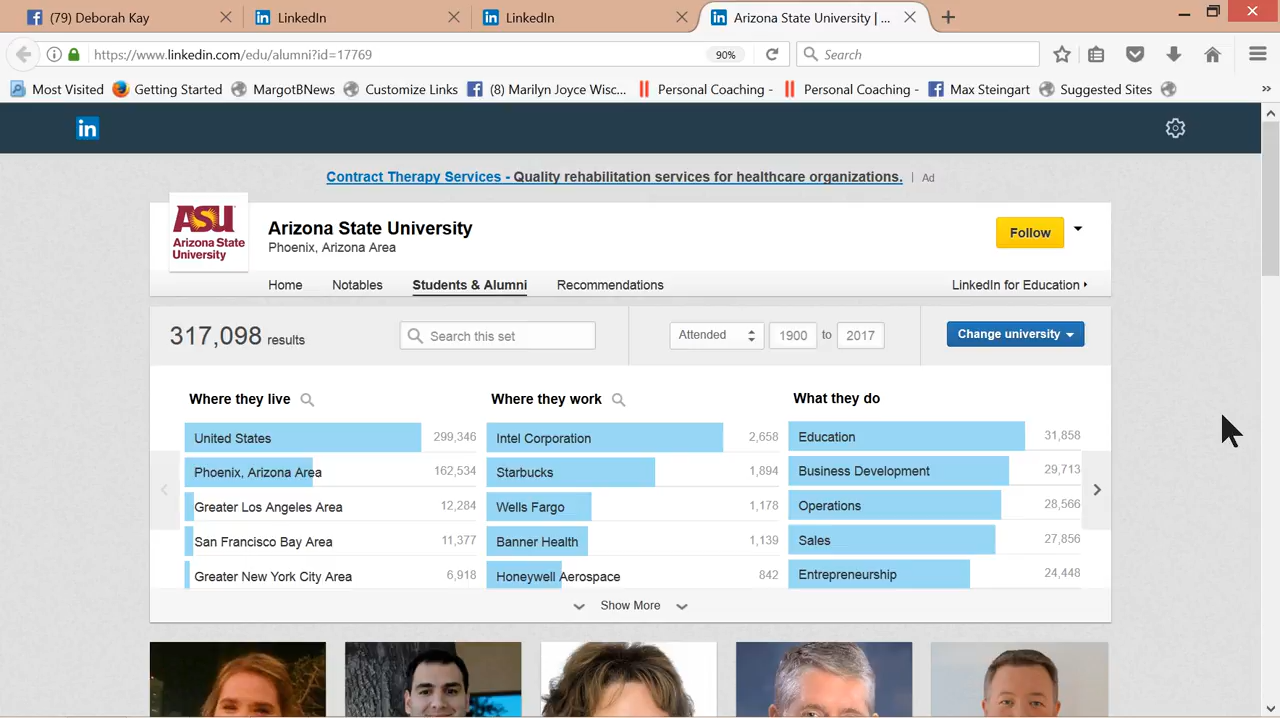 (79) Deborah Kay
LinkedIn
LinkedIn
Arizona State University | ...
https://www.linkedin.com/edu/alumni?id=17769
90%
Search
Most Visited
Getting Started
MargotBNews
Customize Links
(8) Marilyn Joyce Wisc...
Personal Coaching -
Personal Coaching -
Max Steingart
Suggested Sites
in
Contract Therapy Services - Quality rehabilitation services for healthcare organizations. | Ad
ASU
Arizona State
University
Arizona State University
Phoenix, Arizona Area
Follow
Home
Notables
Students & Alumni
Recommendations
LinkedIn for Education
317,098 results
Search this set
Attended
1900 to 2017
Change university
Where they live
United States 299,346
Phoenix, Arizona Area 162,534
Greater Los Angeles Area 12,284
San Francisco Bay Area 11,377
Greater New York City Area 6,918
Where they work
Intel Corporation 2,658
Starbucks 1,894
Wells Fargo 1,178
Banner Health 1,139
Honeywell Aerospace 842
What they do
Education 31,858
Business Development 29,713
Operations 28,566
Sales 27,856
Entrepreneurship 24,448
Show More